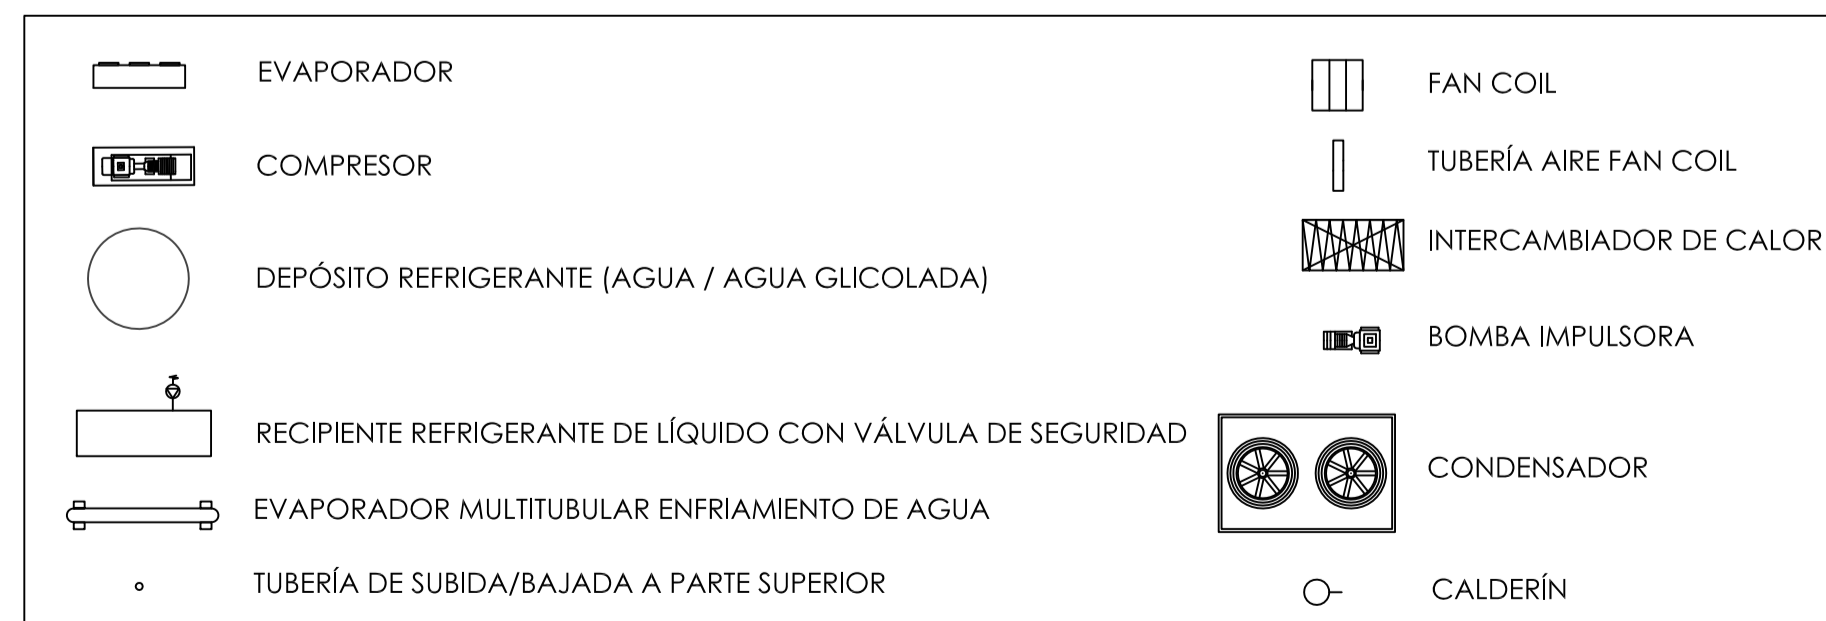 EVAPORADOR
COMPRESOR
DEPÓSITO REFRIGERANTE (AGUA / AGUA GLICOLADA)
RECIPIENTE REFRIGERANTE DE LÍQUIDO CON VÁLVULA DE SEGURIDAD
EVAPORADOR MULTITUBULAR ENFRIAMIENTO DE AGUA
TUBERÍA DE SUBIDA/BAJADA A PARTE SUPERIOR
FAN COIL
TUBERÍA AIRE FAN COIL
INTERCAMBIADOR DE CALOR
BOMBA IMPULSORA
CONDENSADOR
CALDERÍN